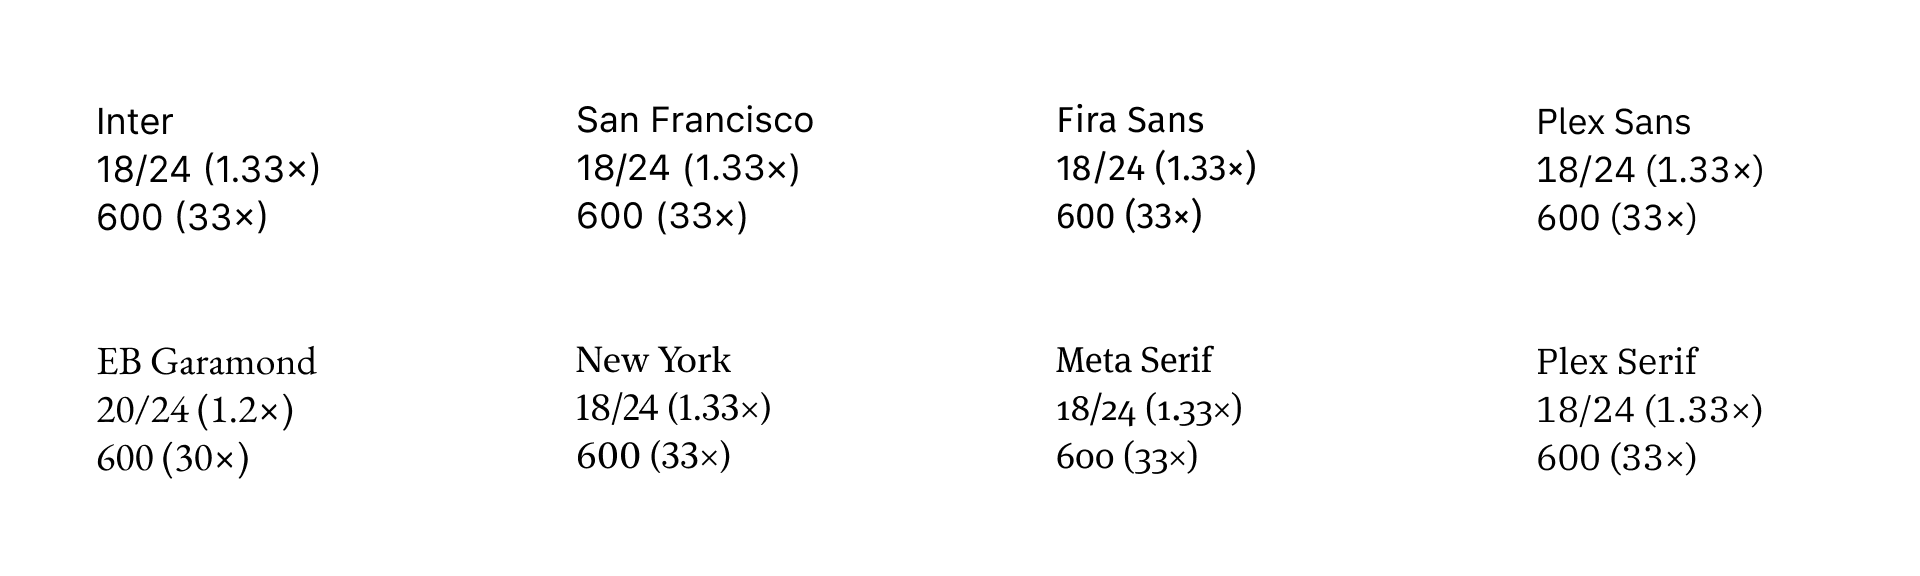 Inter
18/24 (1.33×)
600 (33×)
San Francisco
18/24 (1.33×)
600 (33×)
Fira Sans
18/24 (1.33×)
600 (33×)
Plex Sans
18/24 (1.33×)
600 (33×)
EB Garamond
20/24 (1.2×)
600 (30×)
New York
18/24 (1.33×)
600 (33×)
Meta Serif
18/24 (1.33×)
600 (33×)
Plex Serif
18/24 (1.33×)
600 (33×)